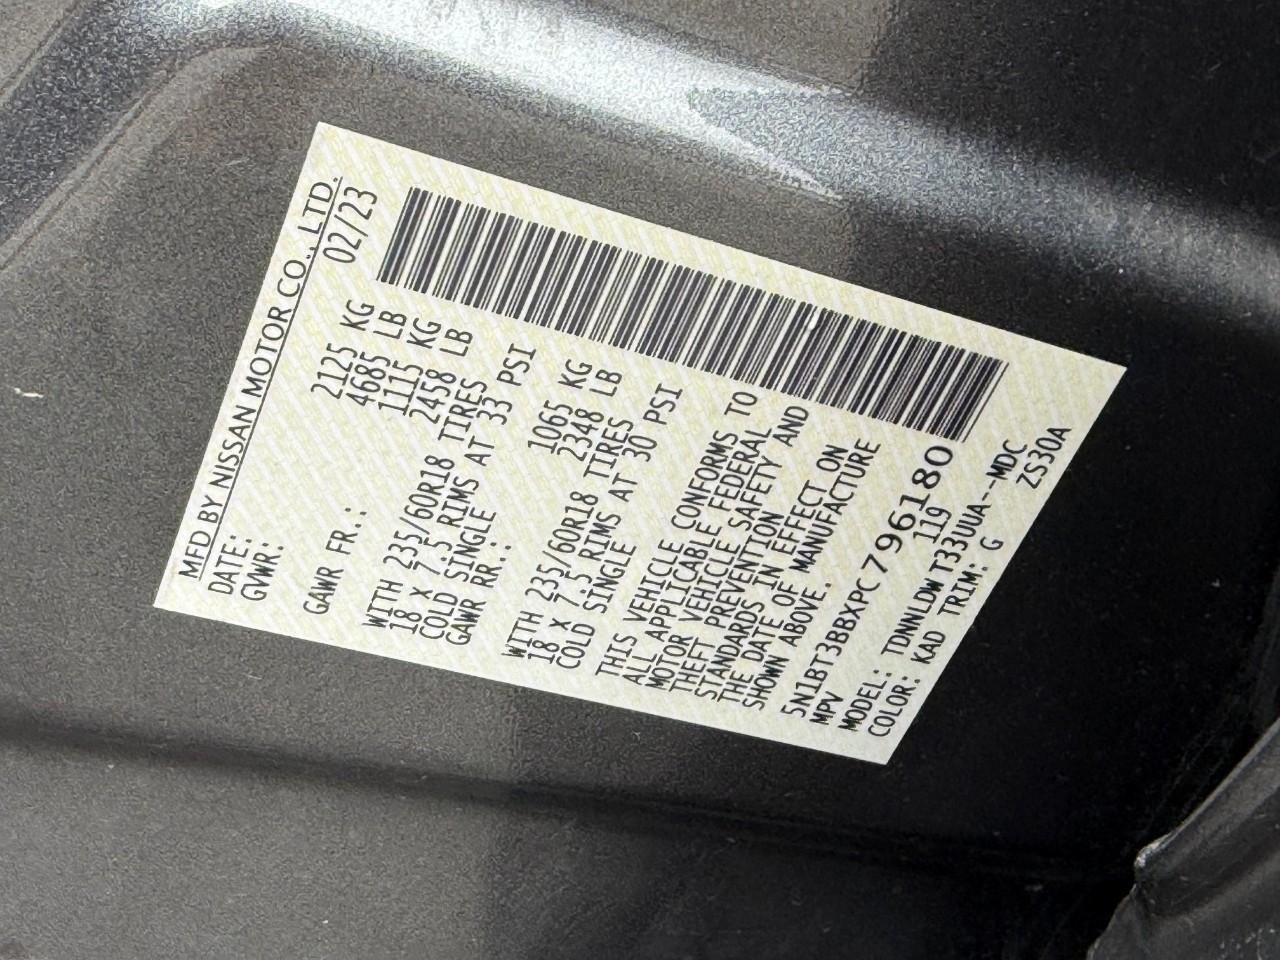 MFD BY NISSAN MOTOR CO., LTD.
DATE: 02/23
GVWR: 2125 KG
4685 LB
GAWR FR.: 1115 KG
2458 LB
WITH 235/60R18 TIRES
18 X 7.5 RIMS AT 33 PSI
COLD SINGLE
GAWR RR.: 1065 KG
2348 LB
WITH 235/60R18 TIRES
18 X 7.5 RIMS AT 30 PSI
COLD SINGLE
THIS VEHICLE CONFORMS TO
ALL APPLICABLE FEDERAL
MOTOR VEHICLE SAFETY AND
THEFT PREVENTION
STANDARDS IN EFFECT ON
THE DATE OF MANUFACTURE
SHOWN ABOVE.
5N1BT3BBXPC796180
MPV 119
MODEL: TDNNLDWT33UUA--MDC
COLOR: KAD TRIM: G ZS30A